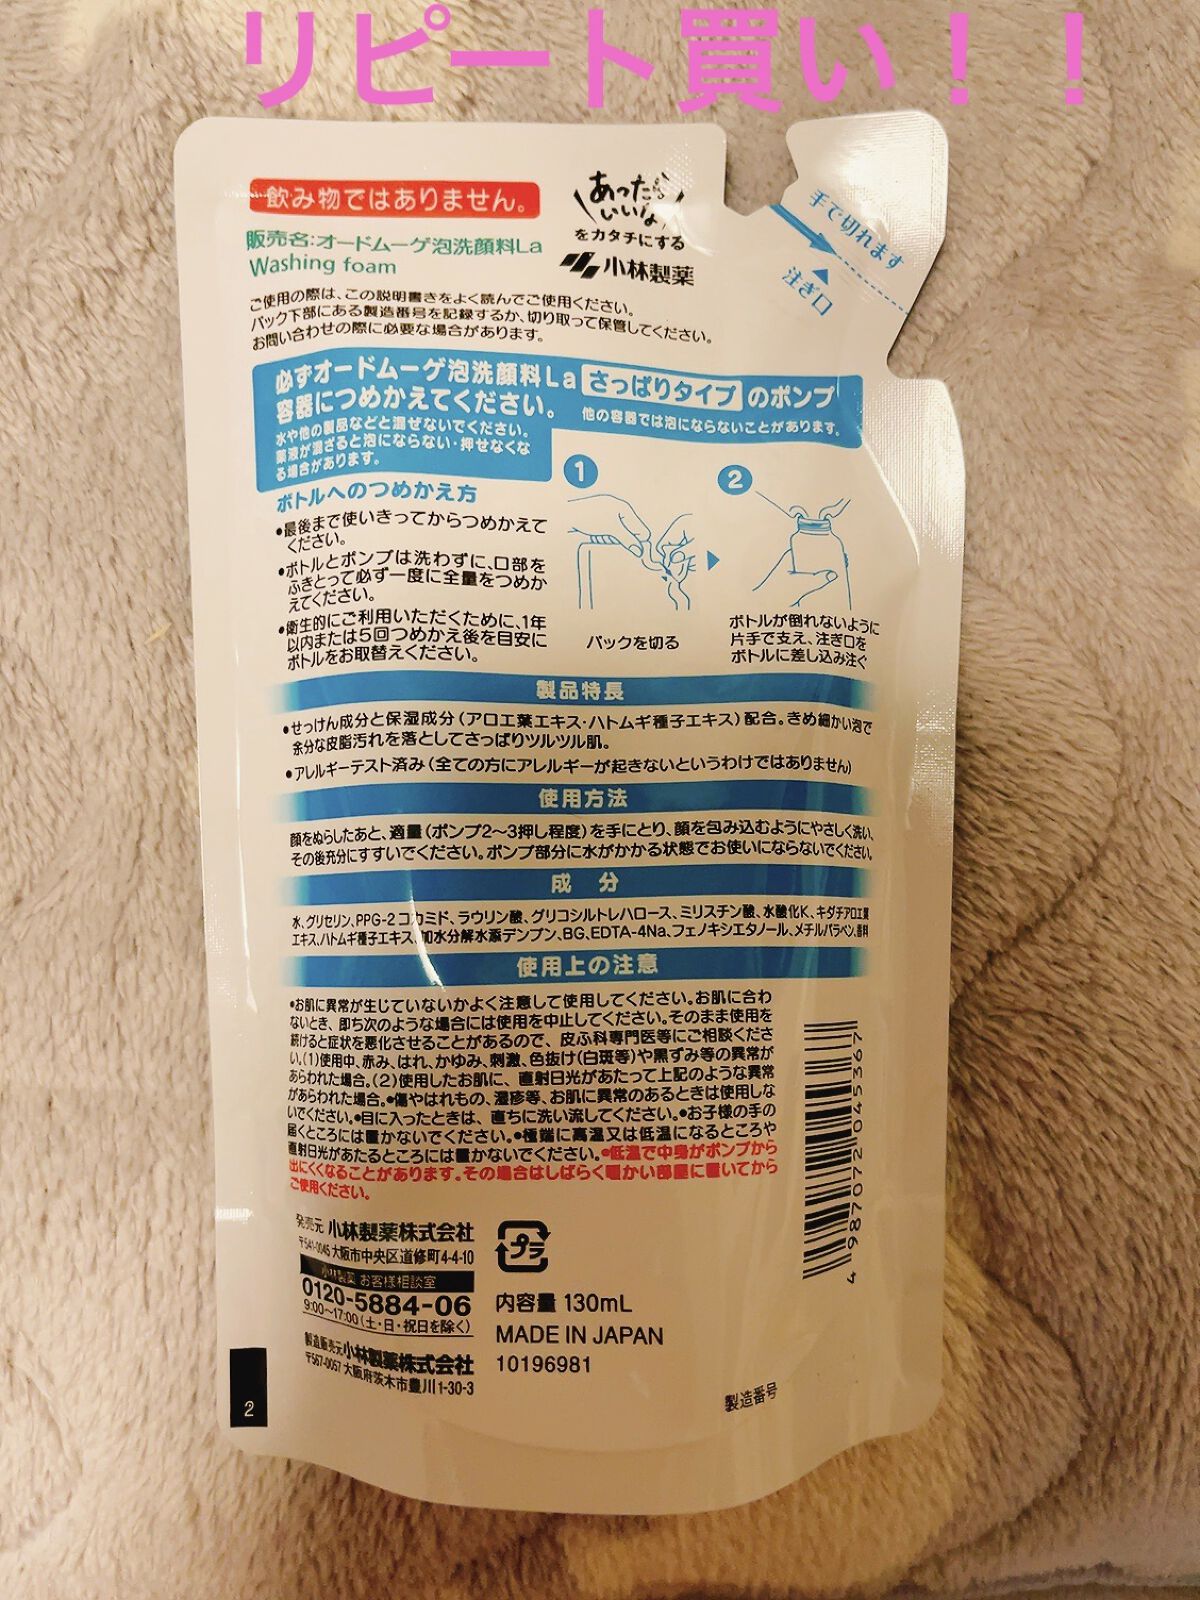 リピート買い！！
飲み物ではありません。
あったら
いいな
をカタチにする
小林製薬
手で切れます
注ぎ口
販売名:オードムーゲ泡洗顔料La
Washing foam
ご使用の際は、この説明書きをよく読んでご使用ください。
パック下部にある製造番号を記録するか、切り取って保管してください。
お問い合わせの際に必要な場合があります。
必ずオードムーゲ泡洗顔料La さっぱりタイプ のポンプ
容器につめかえてください。
他の容器では泡にならないことがあります。
水や他の製品などと混ぜないでください。
薬液が混ざると泡にならない・押せなくな
る場合があります。
ボトルへのつめかえ方
●最後まで使いきってからつめかえて
ください。
●ボトルとポンプは洗わずに、口部を
ふきとって必ず一度に全量をつめか
えてください。
●衛生的にご利用いただくために、1年
以内または5回つめかえ後を目安に
ボトルをお取替えください。
1
パックを切る
2
ボトルが倒れないように
片手で支え、注ぎ口を
ボトルに差し込み注ぐ
製品特長
●せっけん成分と保湿成分(アロエ葉エキス・ハトムギ種子エキス)配合。きめ細かい泡で
余分な皮脂汚れを落としてさっぱりツルツル肌。
●アレルギーテスト済み(全ての方にアレルギーが起きないというわけではありません)
使用方法
顔をぬらしたあと、適量(ポンプ2〜3押し程度)を手にとり、顔を包み込むようにやさしく洗い、
その後充分にすすいでください。ポンプ部分に水がかかる状態でお使いにならないでください。
成 分
水、グリセリン、PPG-2コカミド、ラウリン酸、グリコシルトレハロース、ミリスチン酸、水酸化K、キダチアロエ葉
エキス、ハトムギ種子エキス、加水分解水添デンプン、BG、EDTA-4Na、フェノキシエタノール、メチルパラベン、香料
使用上の注意
●お肌に異常が生じていないかよく注意して使用してください。お肌に合わ
ないとき、即ち次のような場合には使用を中止してください。そのまま使用を
続けると症状を悪化させることがあるので、皮ふ科専門医等にご相談くださ
い。(1)使用中、赤み、はれ、かゆみ、刺激、色抜け(白斑等)や黒ずみ等の異常が
あらわれた場合。(2)使用したお肌に、直射日光があたって上記のような異常
があらわれた場合。●傷やはれもの、湿疹等、お肌に異常のあるときは使用しな
いでください。●目に入ったときは、直ちに洗い流してください。●お子様の手の
届くところには置かないでください。●極端に高温又は低温になるところや
直射日光があたるところには置かないでください。●低温で中身がポンプから
出にくくなることがあります。その場合はしばらく暖かい部屋に置いてから
ご使用ください。
発売元 小林製薬株式会社
〒541-0045 大阪市中央区道修町4-4-10
小林製薬 お客様相談室
0120-5884-06
9:00〜17:00(土・日・祝日を除く)
製造販売元 小林製薬株式会社
〒567-0057 大阪府茨木市豊川1-30-3
プラ
内容量 130mL
MADE IN JAPAN
10196981
製造番号
2
4 987072 045367